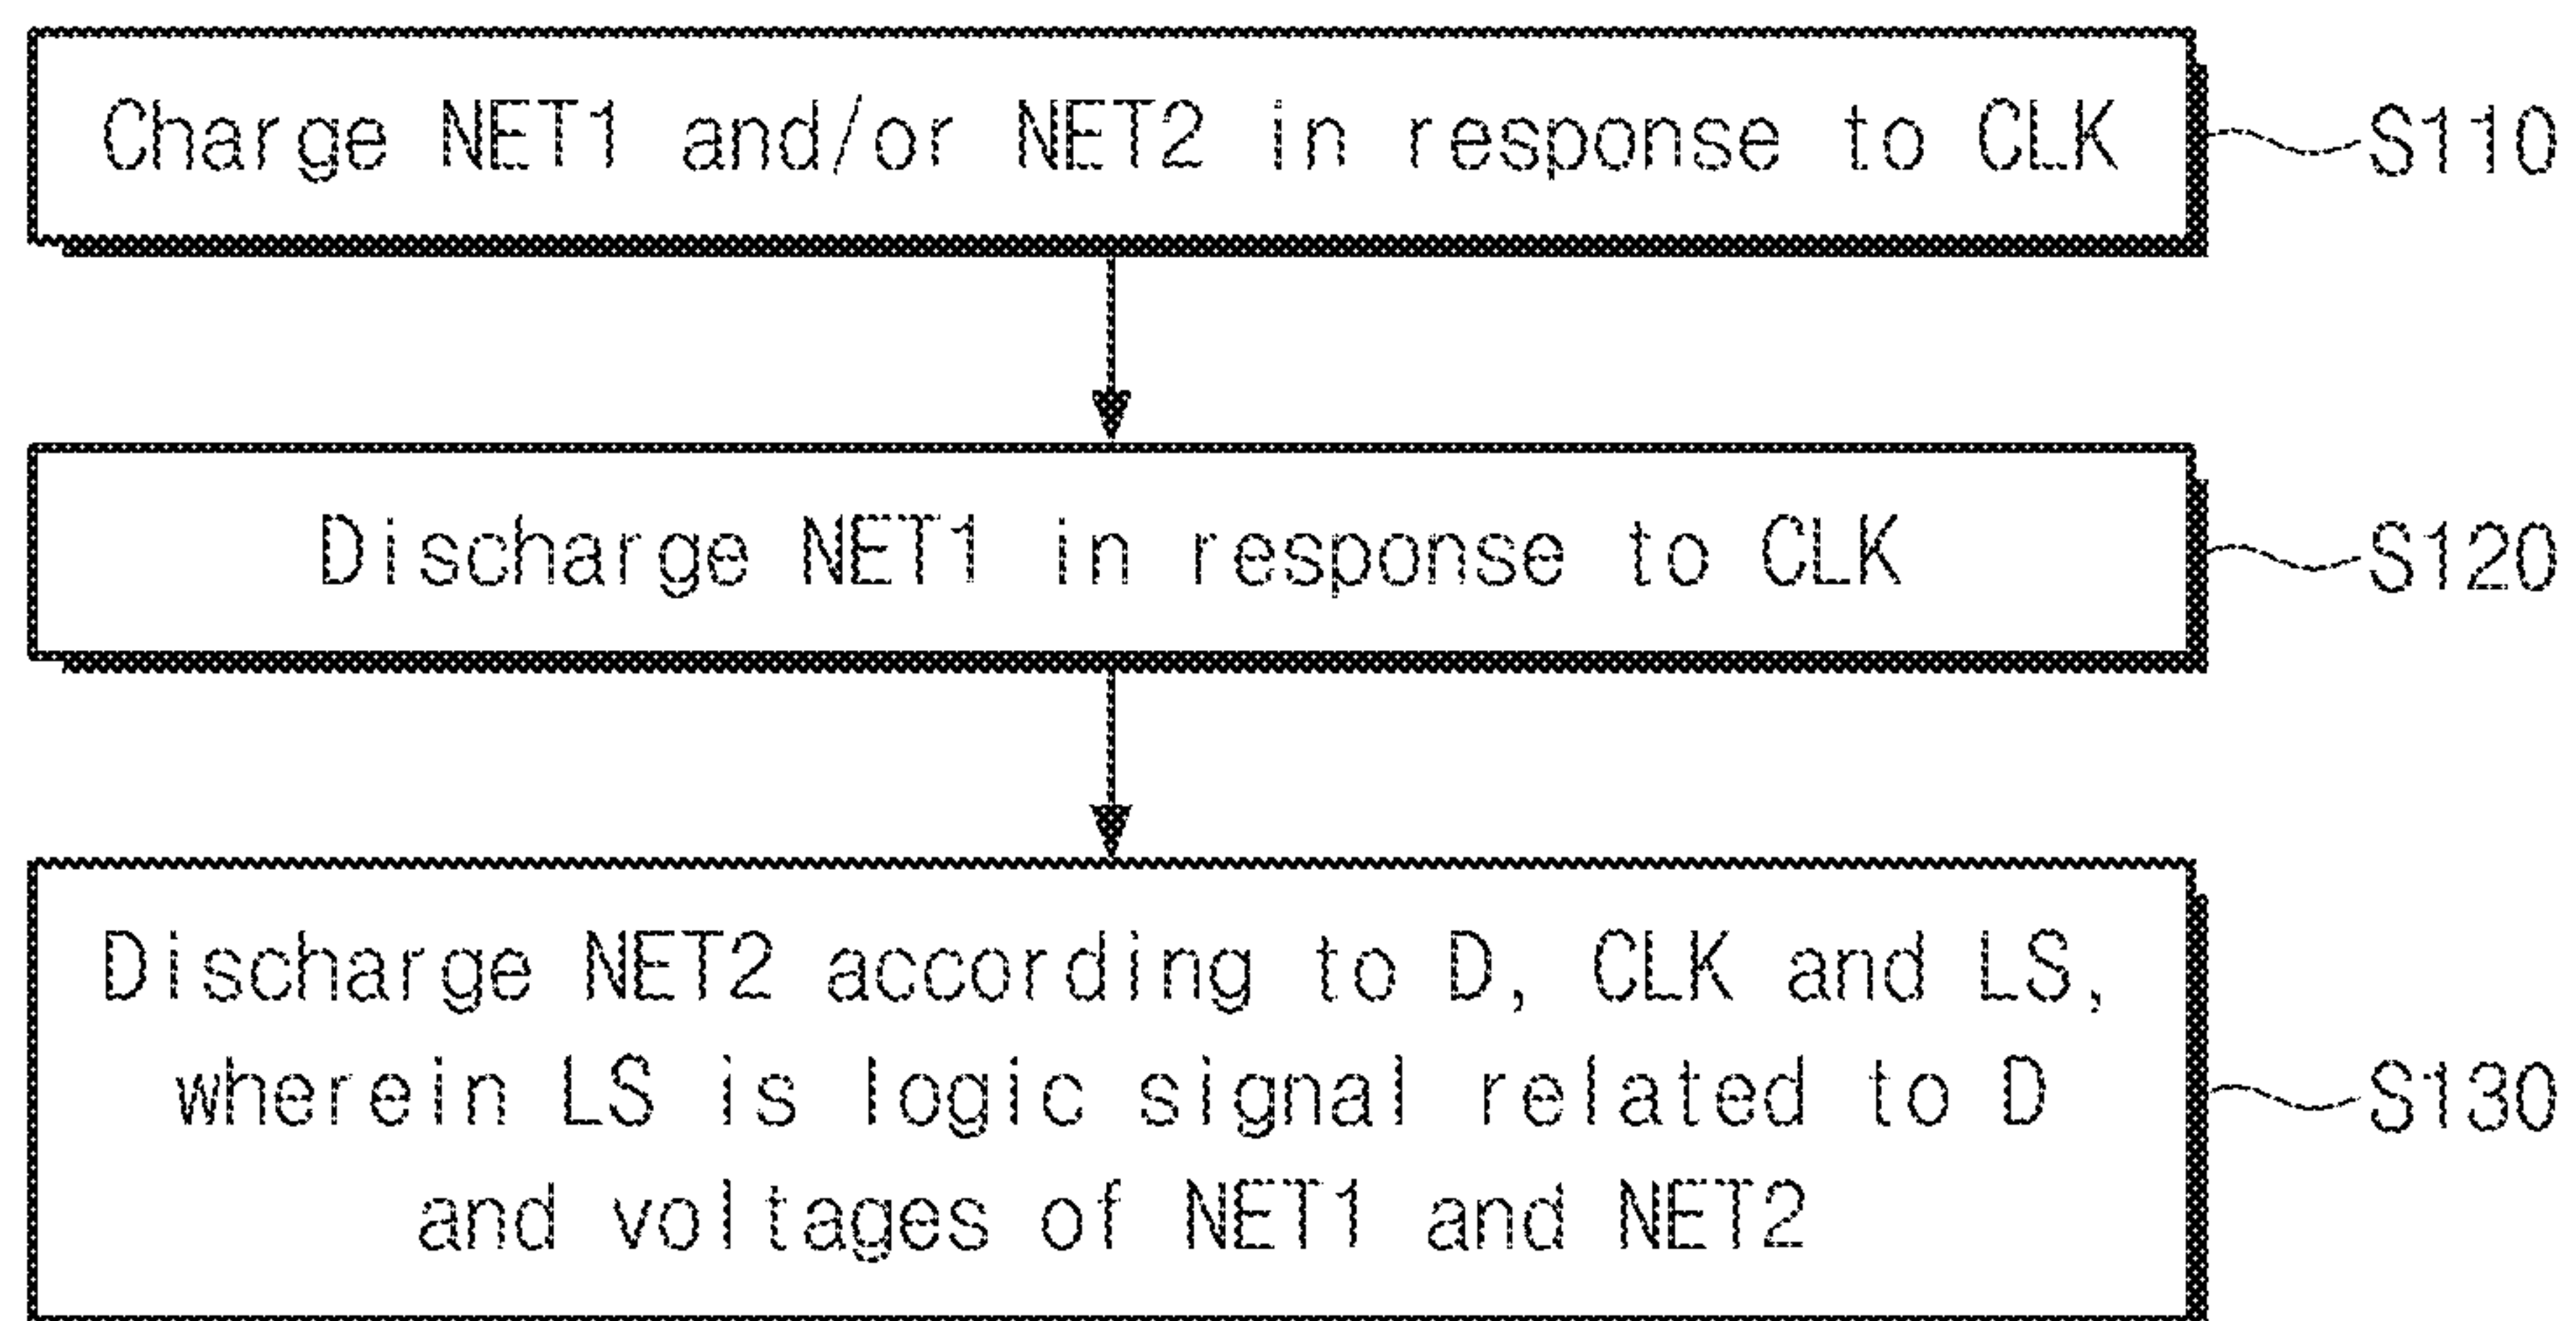 Charge NET1 and/or NET2 in response to CLK
S110
Discharge NET1 in response to CLK
S120
Discharge NET2 according to D, CLK and LS,
wherein LS is logic signal related to D
S130
and voltages of NET1 and NET2